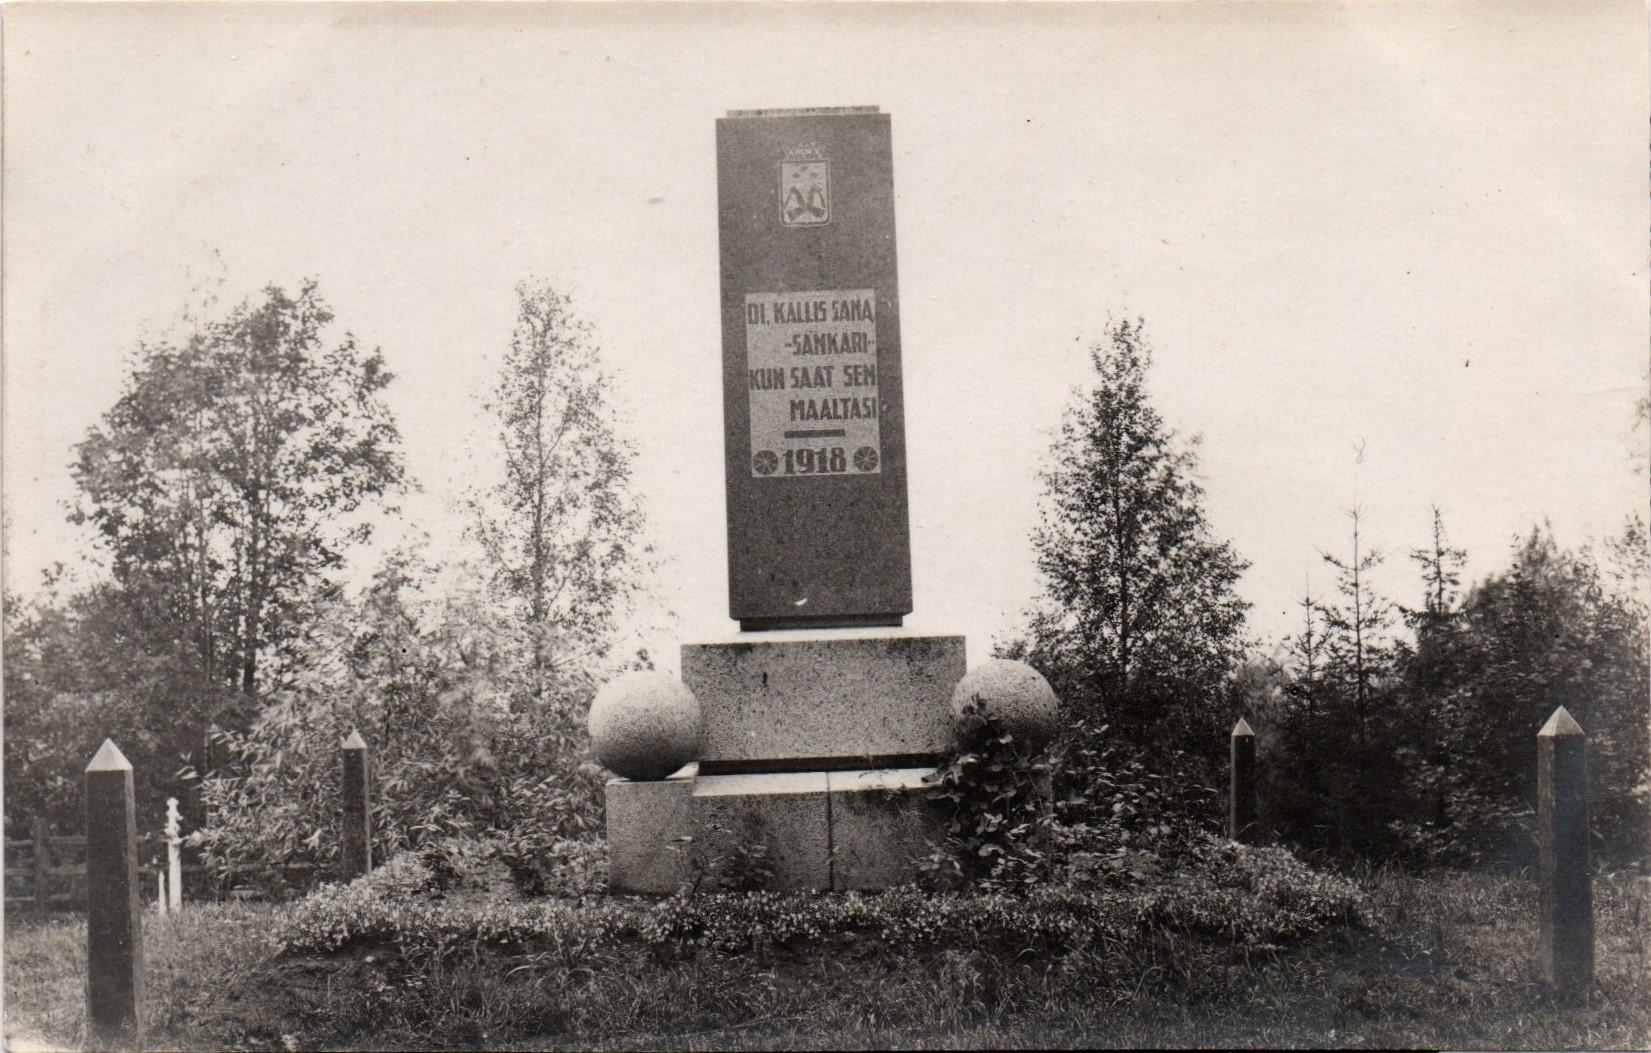 OI, KALLIS SANA,
"SANKARI"
KUN SAAT SEN
MAALTASI
1918